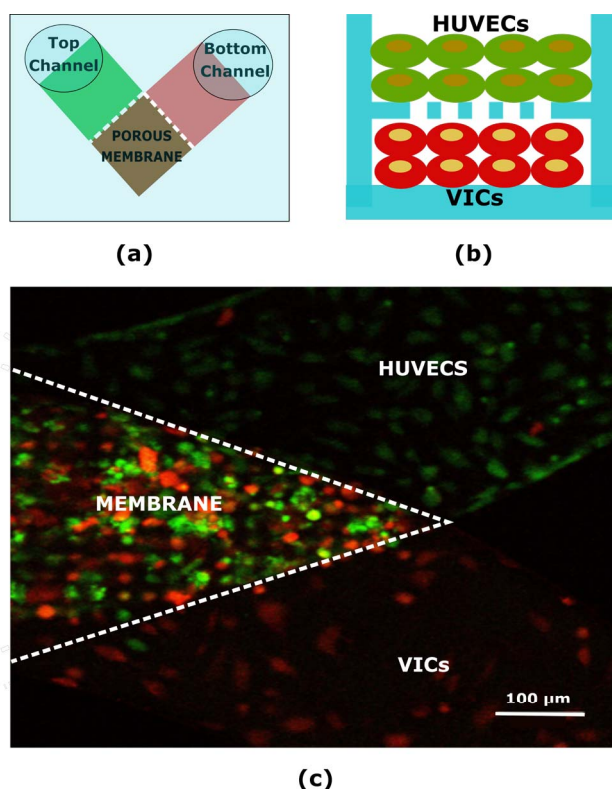 Top
Channel
Bottom
Channel
POROUS
MEMBRANE
(a)
HUVECs
VICs
(b)
HUVECS
MEMBRANE
VICs
100 µm
(c)